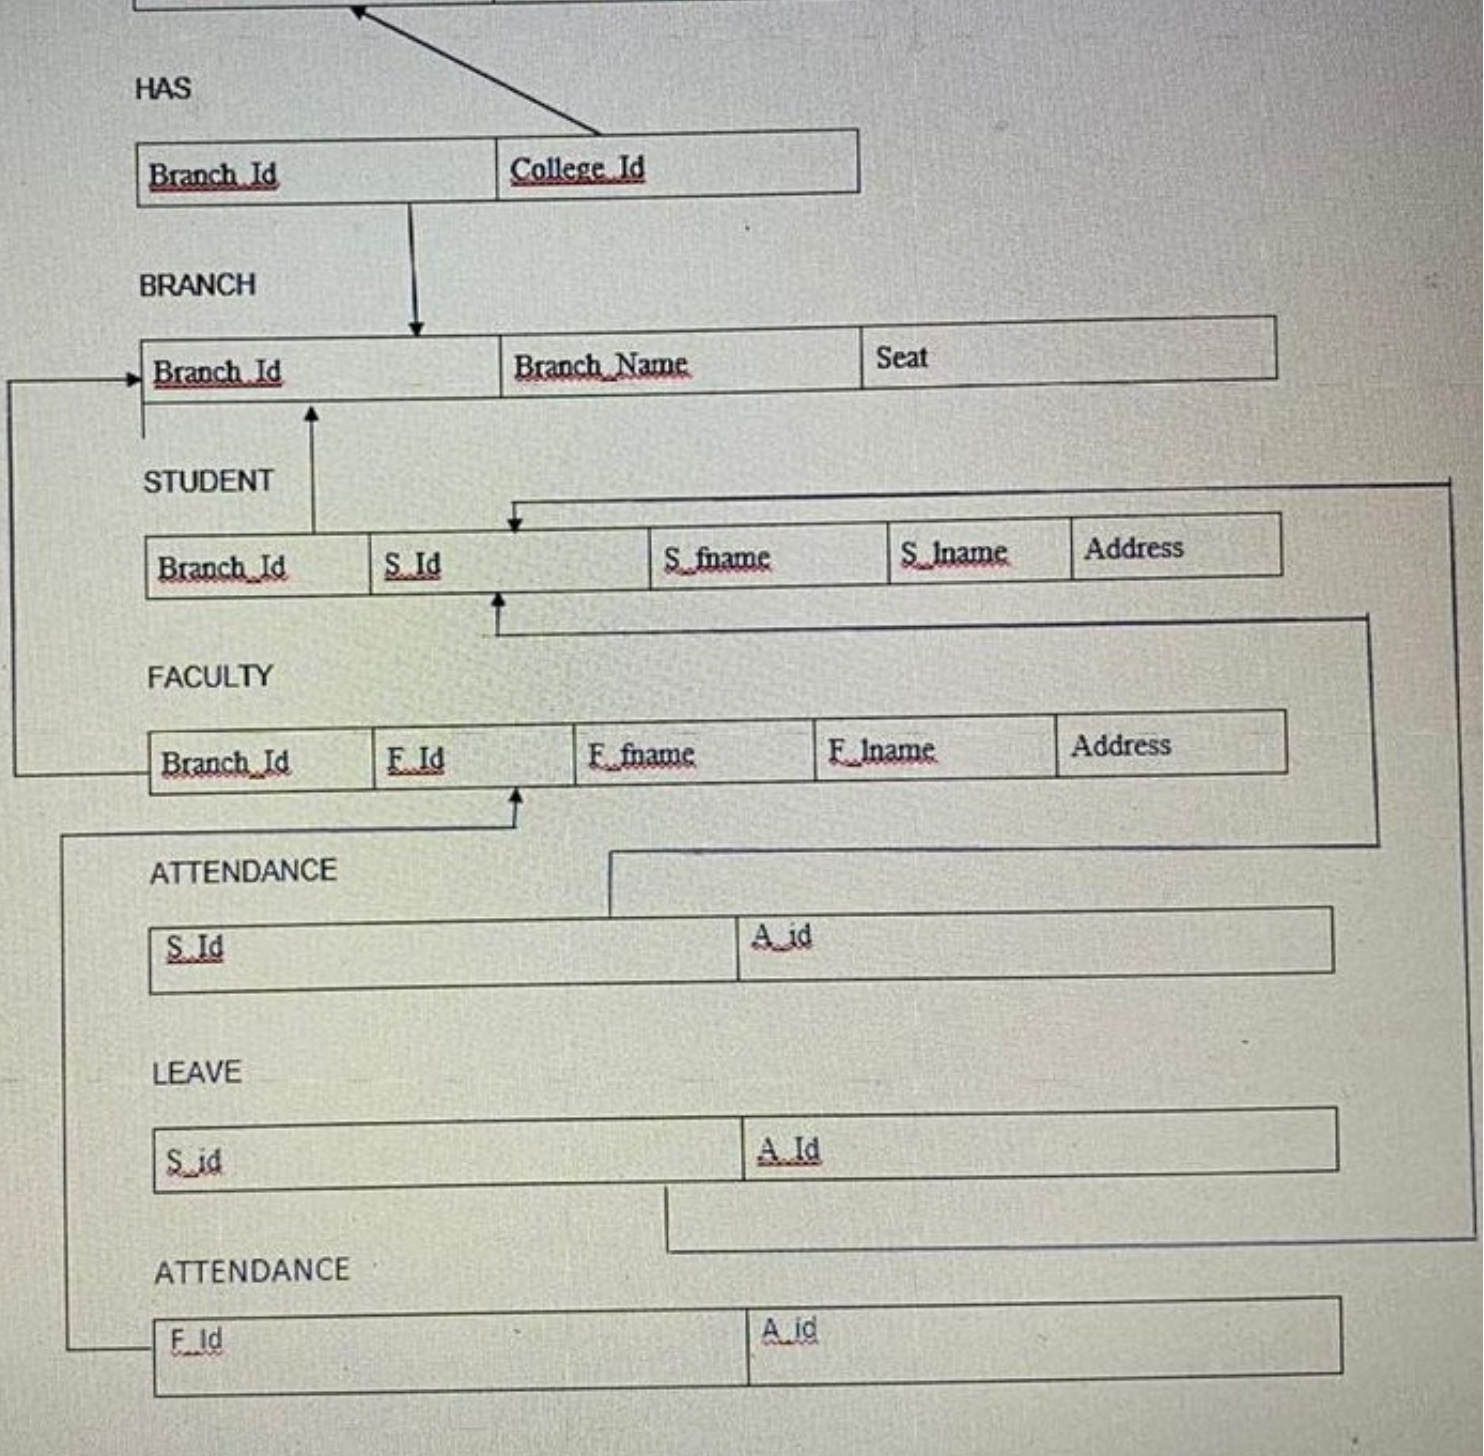 HAS
Branch_Id College_Id
BRANCH
Branch_Id Branch_Name Seat
STUDENT
Branch_Id S_Id S_fname S_lname Address
FACULTY
Branch_Id F_Id F_fname F_lname Address
ATTENDANCE
S_Id A_id
LEAVE
S_id A_Id
ATTENDANCE
F_Id A_id